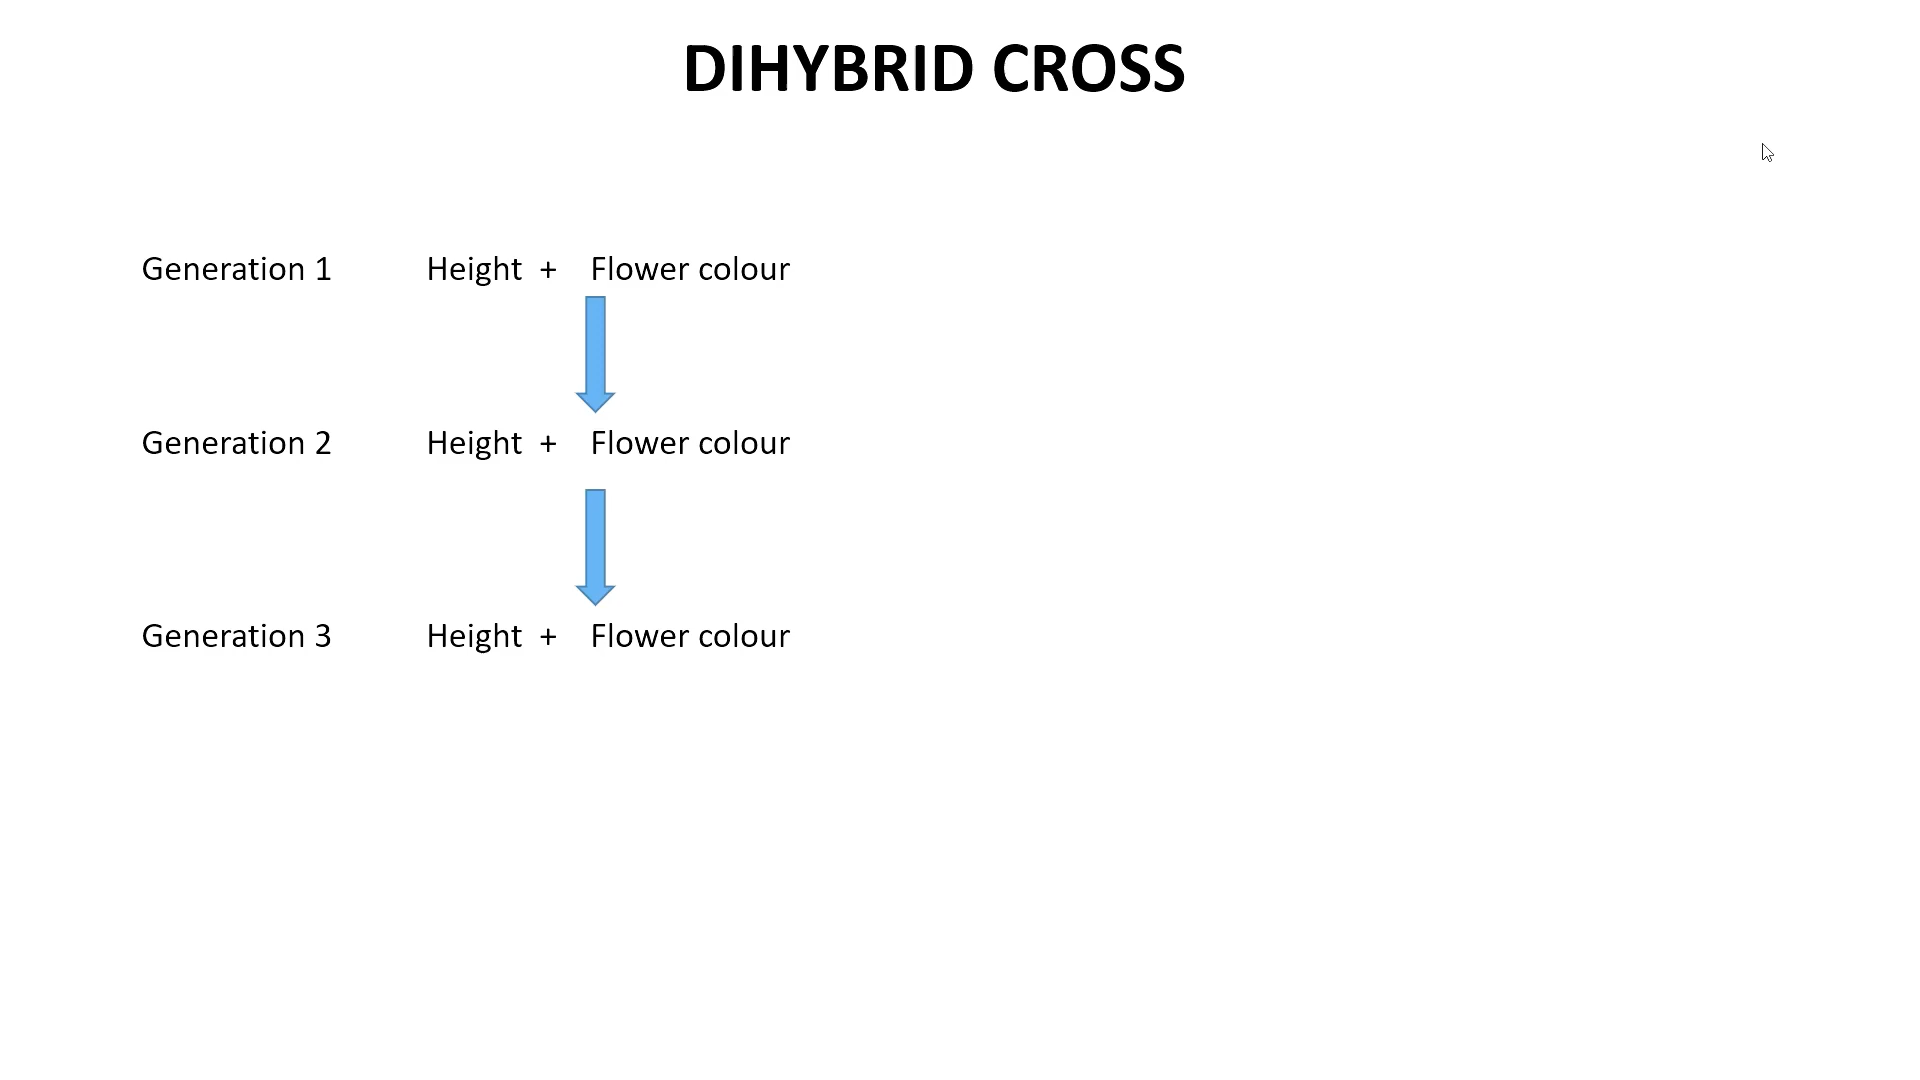 DIHYBRID CROSS
Generation 1 Height + Flower colour
Generation 2 Height + Flower colour
Generation 3 Height + Flower colour